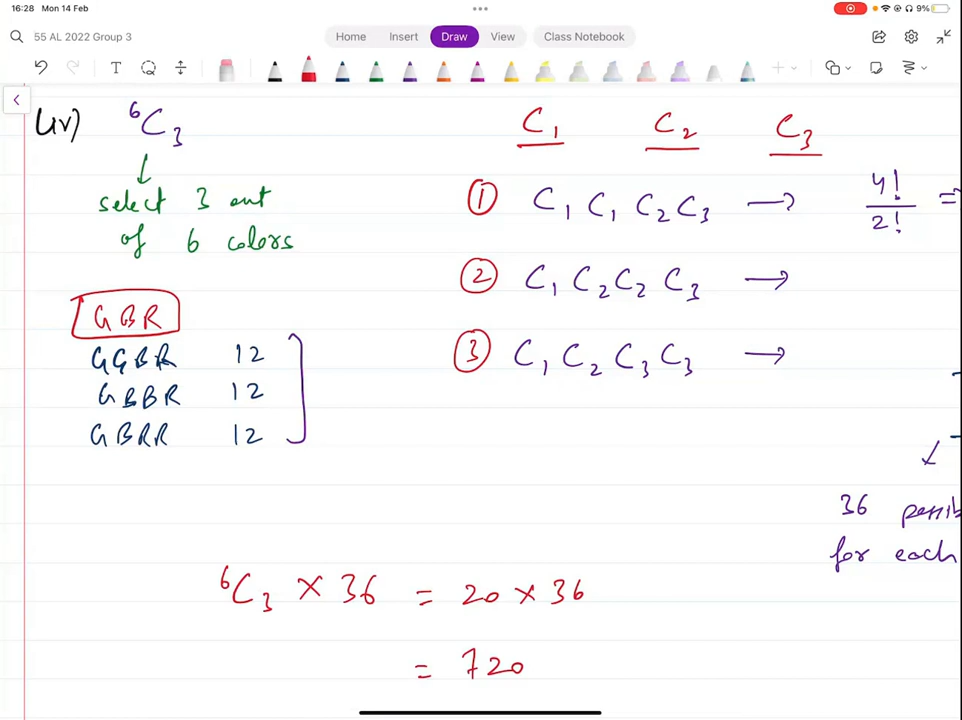 16:28 Mon 14 Feb
9%
55 AL 2022 Group 3
Home Insert Draw View Class Notebook
(iv) ⁶C₃
select 3 out
of 6 colors
GBR
GGBR 12
GBBR 12
GBRR 12
C₁ C₂ C₃
① C₁ C₁ C₂ C₃ → 4!/2! =
② C₁ C₂ C₂ C₃ →
③ C₁ C₂ C₃ C₃ →
36
for each
⁶C₃ × 36 = 20 × 36
= 720